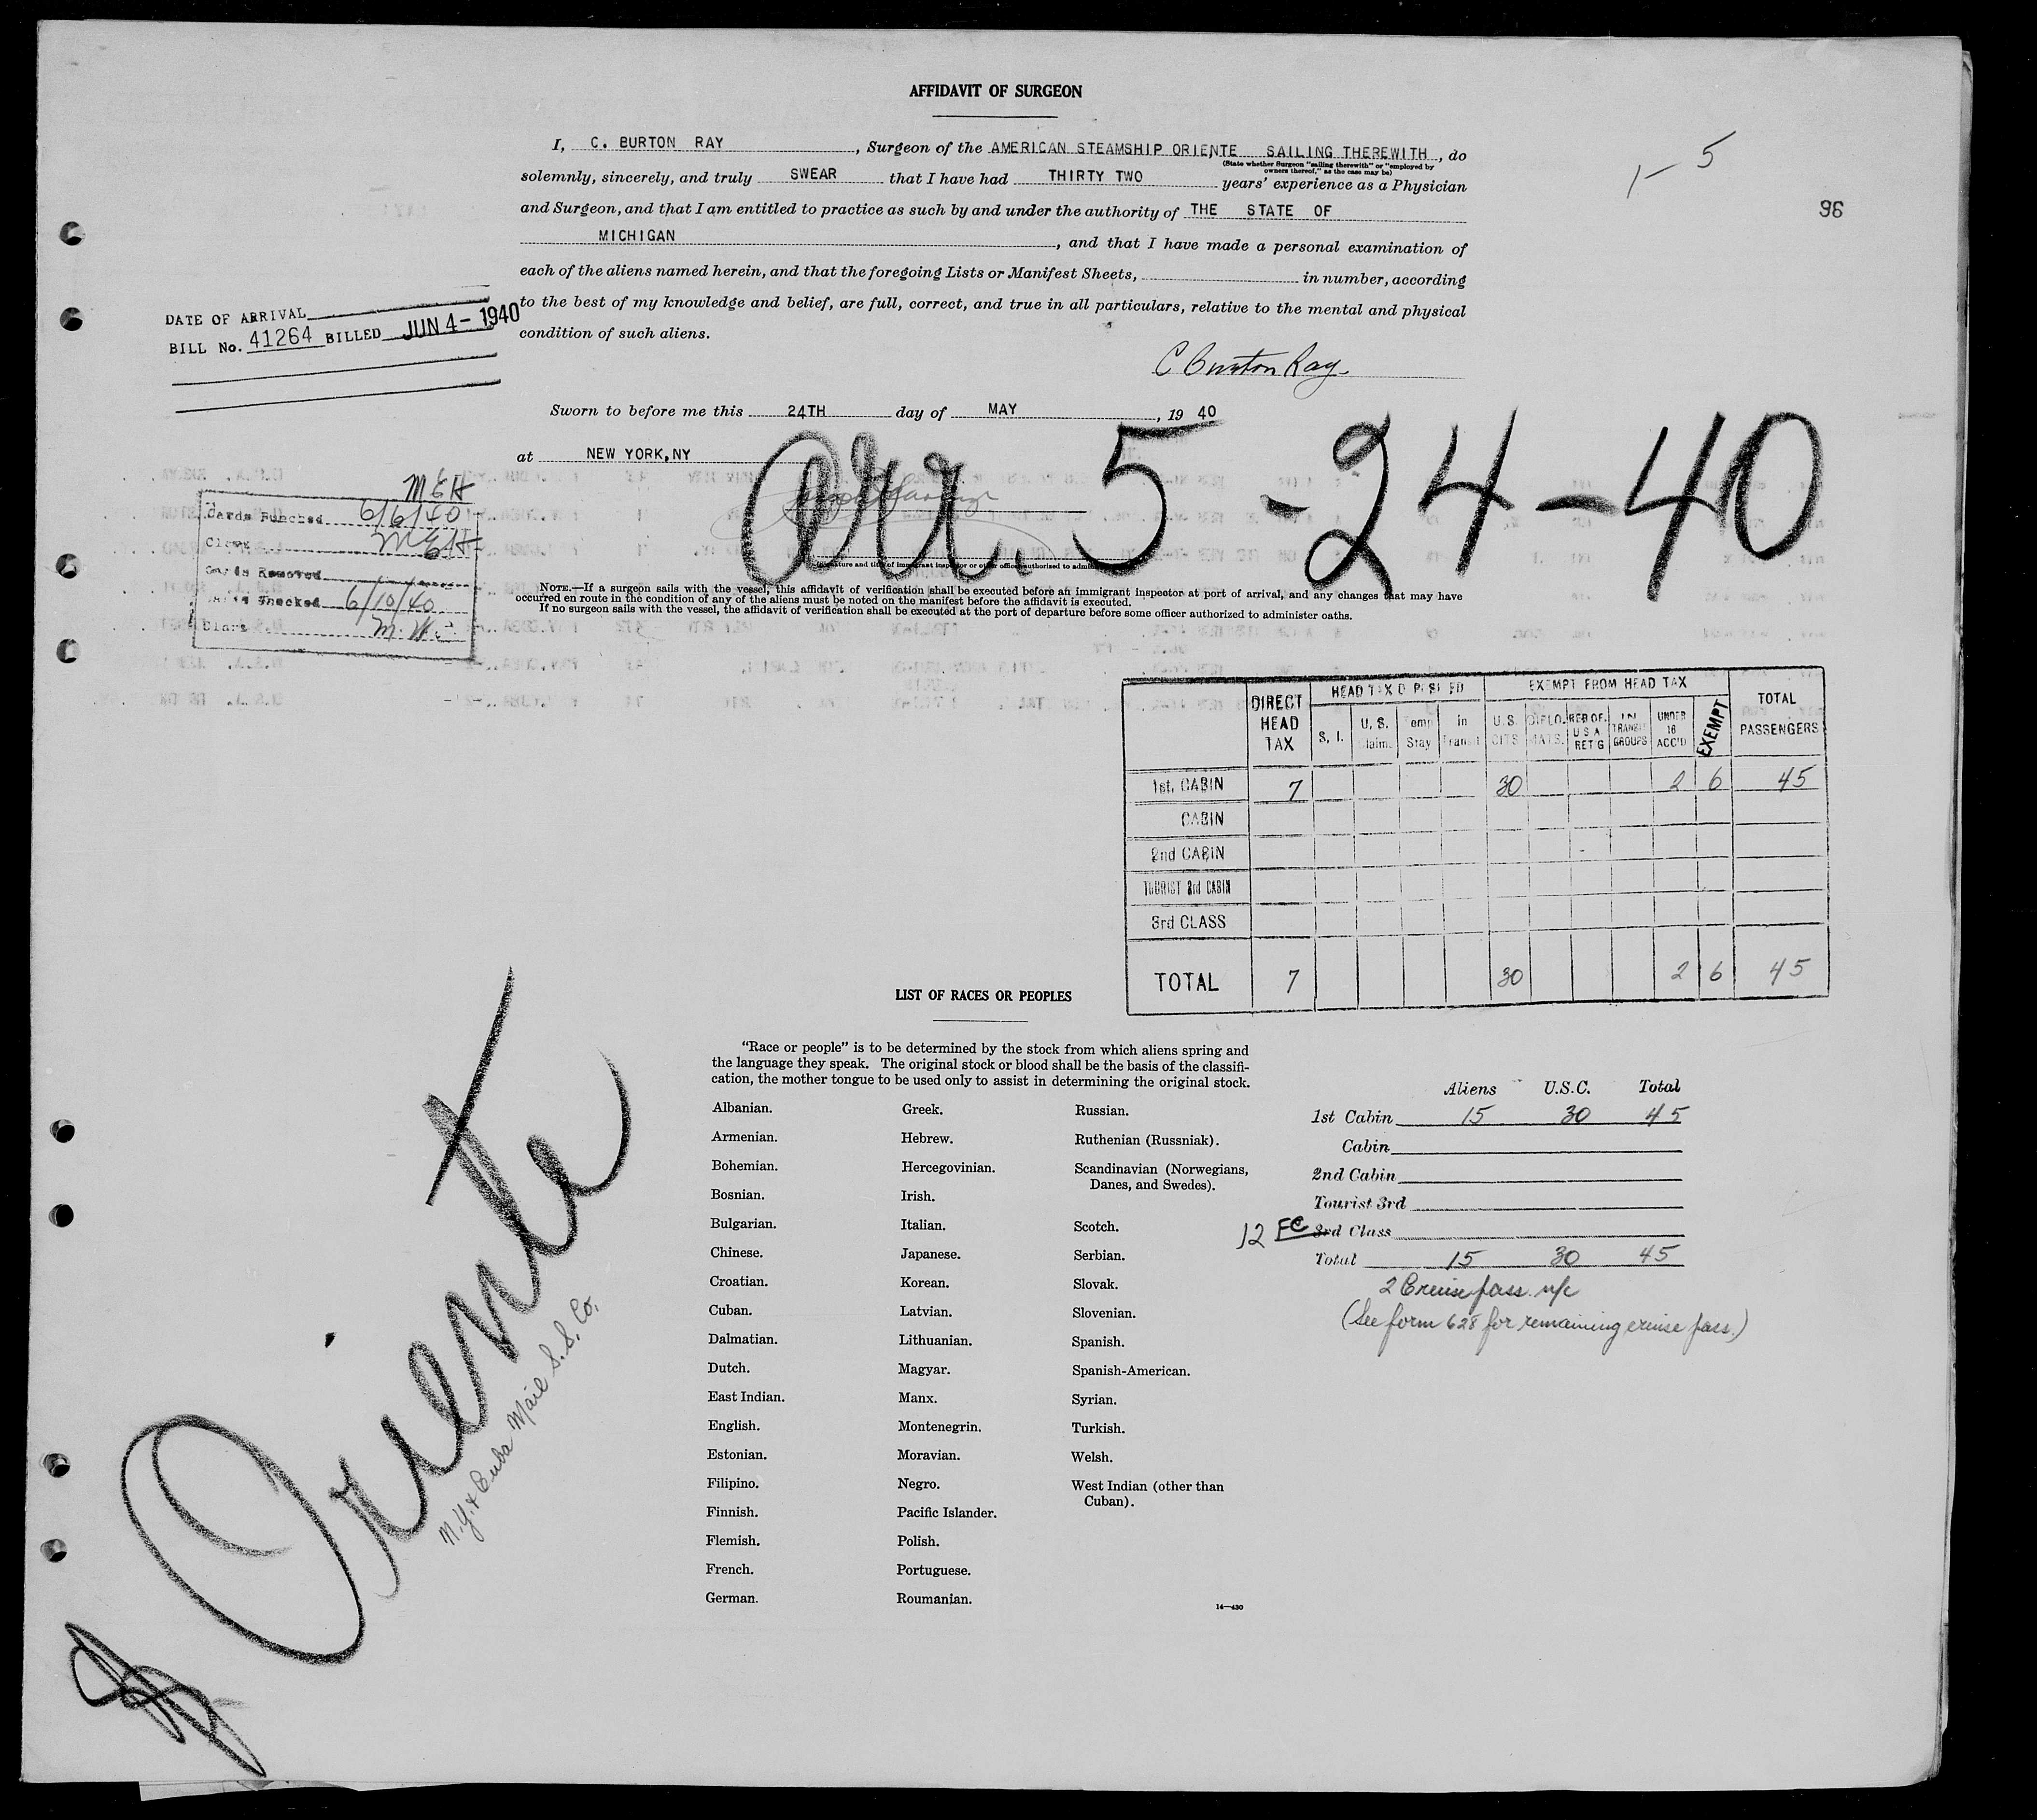 AFFIDAVIT OF SURGEON
1-5
96
I, C. BURTON RAY, Surgeon of the AMERICAN STEAMSHIP ORIENTE SAILING THEREWITH, do
(State whether Surgeon "sailing therewith" or "employed by
owners thereof," as the case may be)
solemnly, sincerely, and truly SWEAR that I have had THIRTY TWO years' experience as a Physician
and Surgeon, and that I am entitled to practice as such by and under the authority of THE STATE OF
MICHIGAN, and that I have made a personal examination of
each of the aliens named herein, and that the foregoing Lists or Manifest Sheets, in number, according
to the best of my knowledge and belief, are full, correct, and true in all particulars, relative to the mental and physical
condition of such aliens.
DATE OF ARRIVAL
BILL No. 41264 BILLED JUN 4 - 1940
C Burton Ray
Sworn to before me this 24TH day of MAY, 19 40
at NEW YORK, NY
Arr. 5-24-40
MEH
Cards Punched 6/6/40
Clerk MEH
Cards Removed
Checked 6/10/40
NOTE.—If a surgeon sails with the vessel, this affidavit of verification shall be executed before an immigrant inspector at port of arrival, and any changes that may have
occurred en route in the condition of any of the aliens must be noted on the manifest before the affidavit is executed.
If no surgeon sails with the vessel, the affidavit of verification shall be executed at the port of departure before some officer authorized to administer oaths.
DIRECT HEAD TAX
EXEMPT FROM HEAD TAX
TOTAL PASSENGERS
S. I. U. S. Claim. Temp Stay in Transit U.S. CITS. DIPLOMATS. TRANSIT GROUPS UNDER 16 ACC'D EXEMPT
1st. CABIN 7 30 2 6 45
CABIN
2nd CABIN
TOURIST 3rd CABIN
3rd CLASS
TOTAL 7 30 2 6 45
LIST OF RACES OR PEOPLES
"Race or people" is to be determined by the stock from which aliens spring and
the language they speak. The original stock or blood shall be the basis of the classifi-
cation, the mother tongue to be used only to assist in determining the original stock.
Albanian.
Armenian.
Bohemian.
Bosnian.
Bulgarian.
Chinese.
Croatian.
Cuban.
Dalmatian.
Dutch.
East Indian.
English.
Estonian.
Filipino.
Finnish.
Flemish.
French.
German.
Greek.
Hebrew.
Hercegovinian.
Irish.
Italian.
Japanese.
Korean.
Latvian.
Lithuanian.
Magyar.
Manx.
Montenegrin.
Moravian.
Negro.
Pacific Islander.
Polish.
Portuguese.
Roumanian.
Russian.
Ruthenian (Russniak).
Scandinavian (Norwegians,
Danes, and Swedes).
Scotch.
Serbian.
Slovak.
Slovenian.
Spanish.
Spanish-American.
Syrian.
Turkish.
Welsh.
West Indian (other than
Cuban).
14—430
Aliens U.S.C. Total
1st Cabin 15 30 45
Cabin
2nd Cabin
Tourist 3rd
12 FC 3rd Class
Total 15 30 45
2 Cruise pass. n/c
(See form 628 for remaining cruise pass.)
Oriente
N.Y. & Cuba Mail S.S. Co.